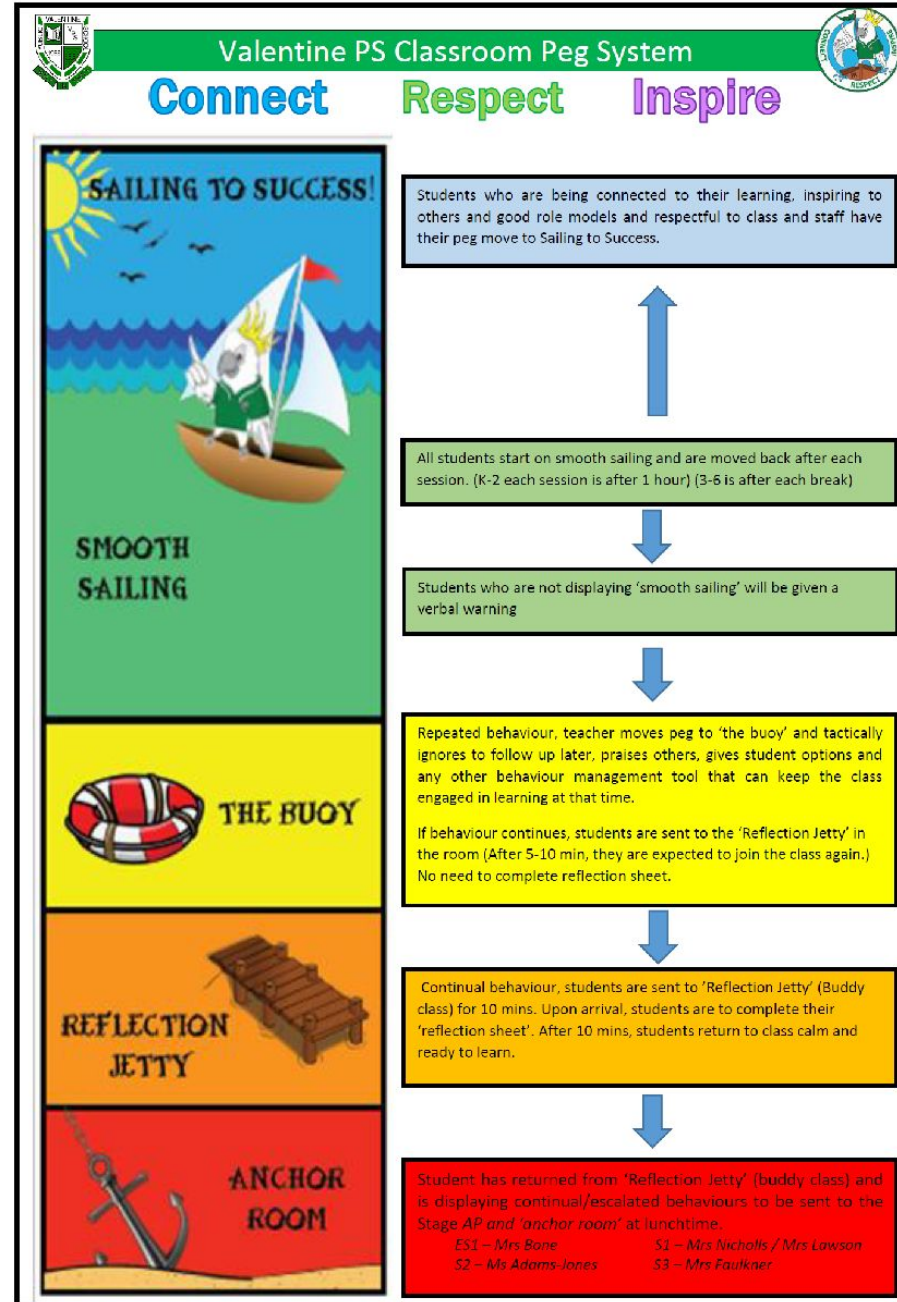 VALENTINE
Valentine PS Classroom Peg System
CONNECT
INSPIRE
RESPECT
Connect Respect Inspire
SAILING TO SUCCESS!
Students who are being connected to their learning, inspiring to
others and good role models and respectful to class and staff have
their peg move to Sailing to Success.
All students start on smooth sailing and are moved back after each
session. (K-2 each session is after 1 hour) (3-6 is after each break)
SMOOTH
SAILING
Students who are not displaying ‘smooth sailing’ will be given a
verbal warning
THE BUOY
Repeated behaviour, teacher moves peg to ‘the buoy’ and tactically
ignores to follow up later, praises others, gives student options and
any other behaviour management tool that can keep the class
engaged in learning at that time.
If behaviour continues, students are sent to the ‘Reflection Jetty’ in
the room (After 5-10 min, they are expected to join the class again.)
No need to complete reflection sheet.
REFLECTION
JETTY
Continual behaviour, students are sent to ‘Reflection Jetty’ (Buddy
class) for 10 mins. Upon arrival, students are to complete their
‘reflection sheet’. After 10 mins, students return to class calm and
ready to learn.
ANCHOR
ROOM
Student has returned from ‘Reflection Jetty’ (buddy class) and
is displaying continual/escalated behaviours to be sent to the
Stage AP and ‘anchor room’ at lunchtime.
ES1 – Mrs Bone S1 – Mrs Nicholls / Mrs Lawson
S2 – Ms Adams-Jones S3 – Mrs Faulkner